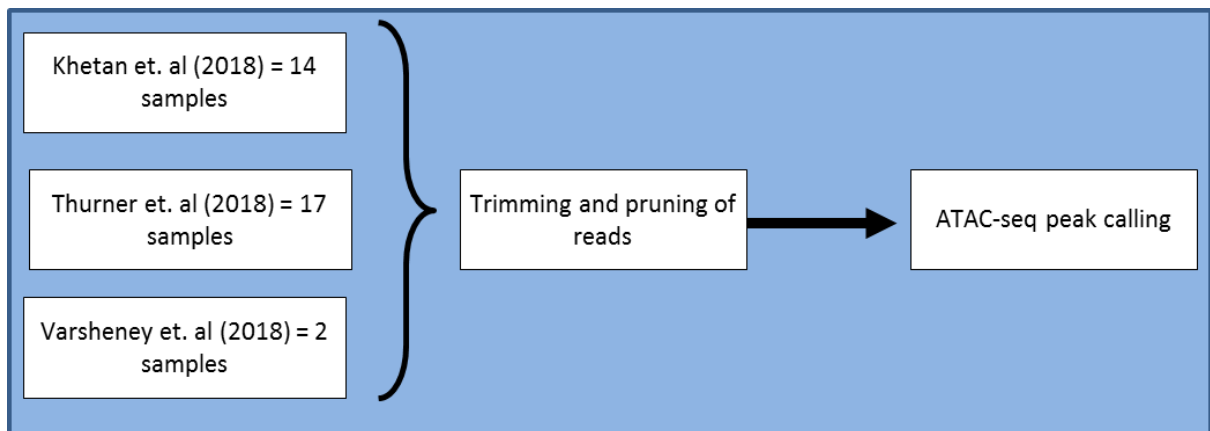 Khetan et. al (2018) = 14
samples
Thurner et. al (2018) = 17
samples
Varsheney et. al (2018) = 2
samples
Trimming and pruning of
reads
ATAC-seq peak calling